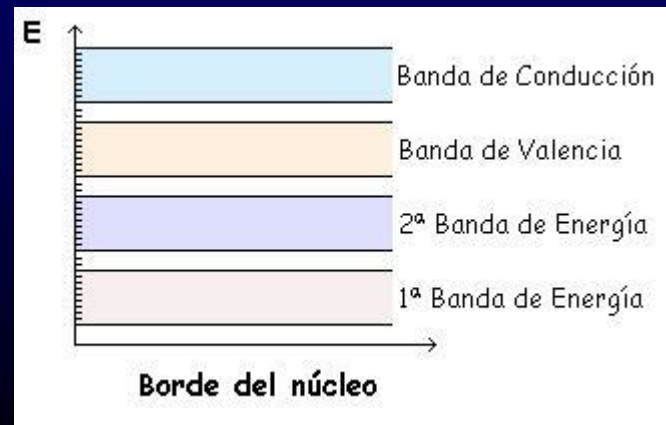 E
Banda de Conducción
Banda de Valencia
2ª Banda de Energía
1ª Banda de Energía
Borde del núcleo